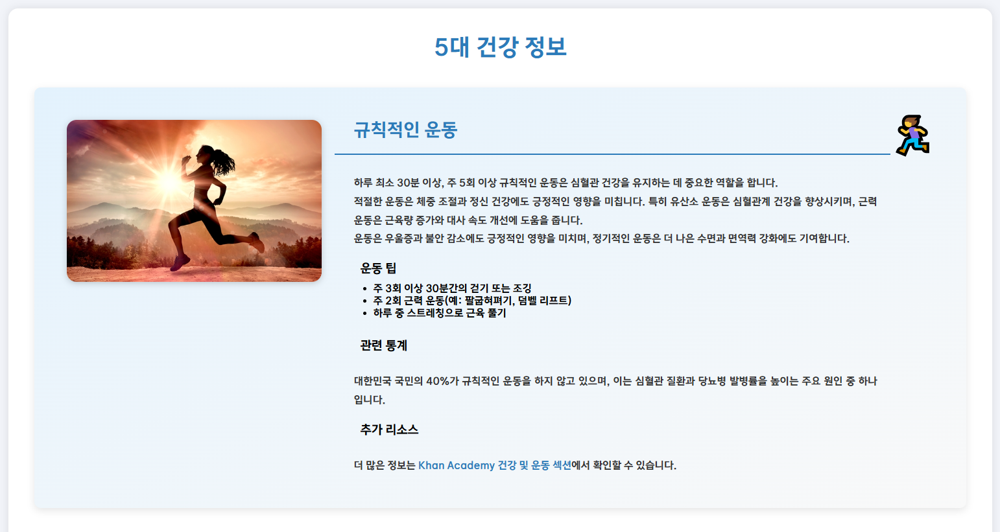 5대 건강 정보
규칙적인 운동
하루 최소 30분 이상, 주 5회 이상 규칙적인 운동은 심혈관 건강을 유지하는 데 중요한 역할을 합니다.
적절한 운동은 체중 조절과 정신 건강에도 긍정적인 영향을 미칩니다. 특히 유산소 운동은 심혈관계 건강을 향상시키며, 근력
운동은 근육량 증가와 대사 속도 개선에 도움을 줍니다.
운동은 우울증과 불안 감소에도 긍정적인 영향을 미치며, 정기적인 운동은 더 나은 수면과 면역력 강화에도 기여합니다.
운동 팁
• 주 3회 이상 30분간의 걷기 또는 조깅
• 주 2회 근력 운동(예: 팔굽혀펴기, 덤벨 리프트)
• 하루 중 스트레칭으로 근육 풀기
관련 통계
대한민국 국민의 40%가 규칙적인 운동을 하지 않고 있으며, 이는 심혈관 질환과 당뇨병 발병률을 높이는 주요 원인 중 하나
입니다.
추가 리소스
더 많은 정보는 Khan Academy 건강 및 운동 섹션에서 확인할 수 있습니다.